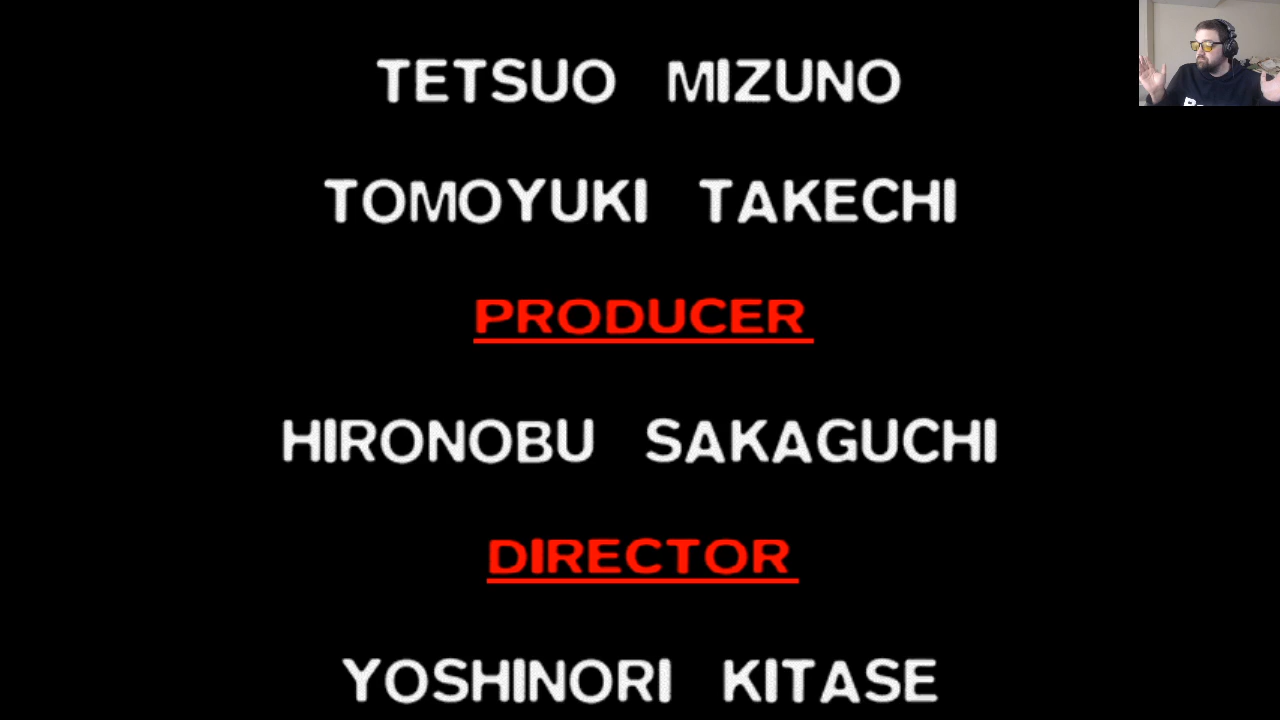 TETSUO MIZUNO
TOMOYUKI TAKECHI
PRODUCER
HIRONOBU SAKAGUCHI
DIRECTOR
YOSHINORI KITASE